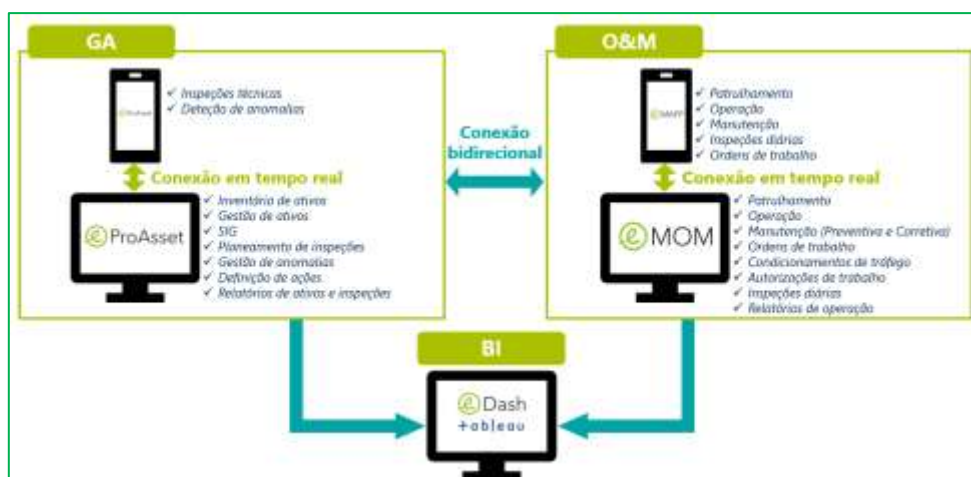 GA
Inspeções técnicas
Deteção de anomalias
Conexão em tempo real
ProAsset
Inventário de ativos
Gestão de ativos
SIG
Planeamento de inspeções
Gestão de anomalias
Definição de ações
Relatórios de ativos e inspeções
Conexão
bidirecional
O&M
Patrulhamento
Operação
Manutenção
Inspeções diárias
Ordens de trabalho
Conexão em tempo real
MOM
Patrulhamento
Operação
Manutenção (Preventiva e Corretiva)
Ordens de trabalho
Condicionamentos de tráfego
Autorizações de trabalho
Inspeções diárias
Relatórios de operação
BI
Dash
+ableau